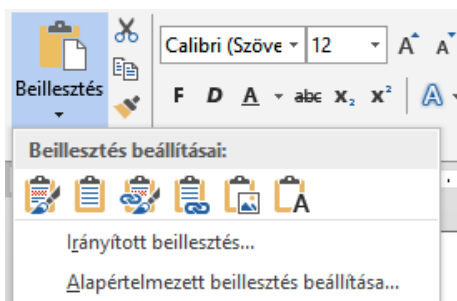 Calibri (Szöve 12 A A
Beillesztés
F D A abc x₂ x² A
Beillesztés beállításai:
A
Irányított beillesztés...
Alapértelmezett beillesztés beállítása...